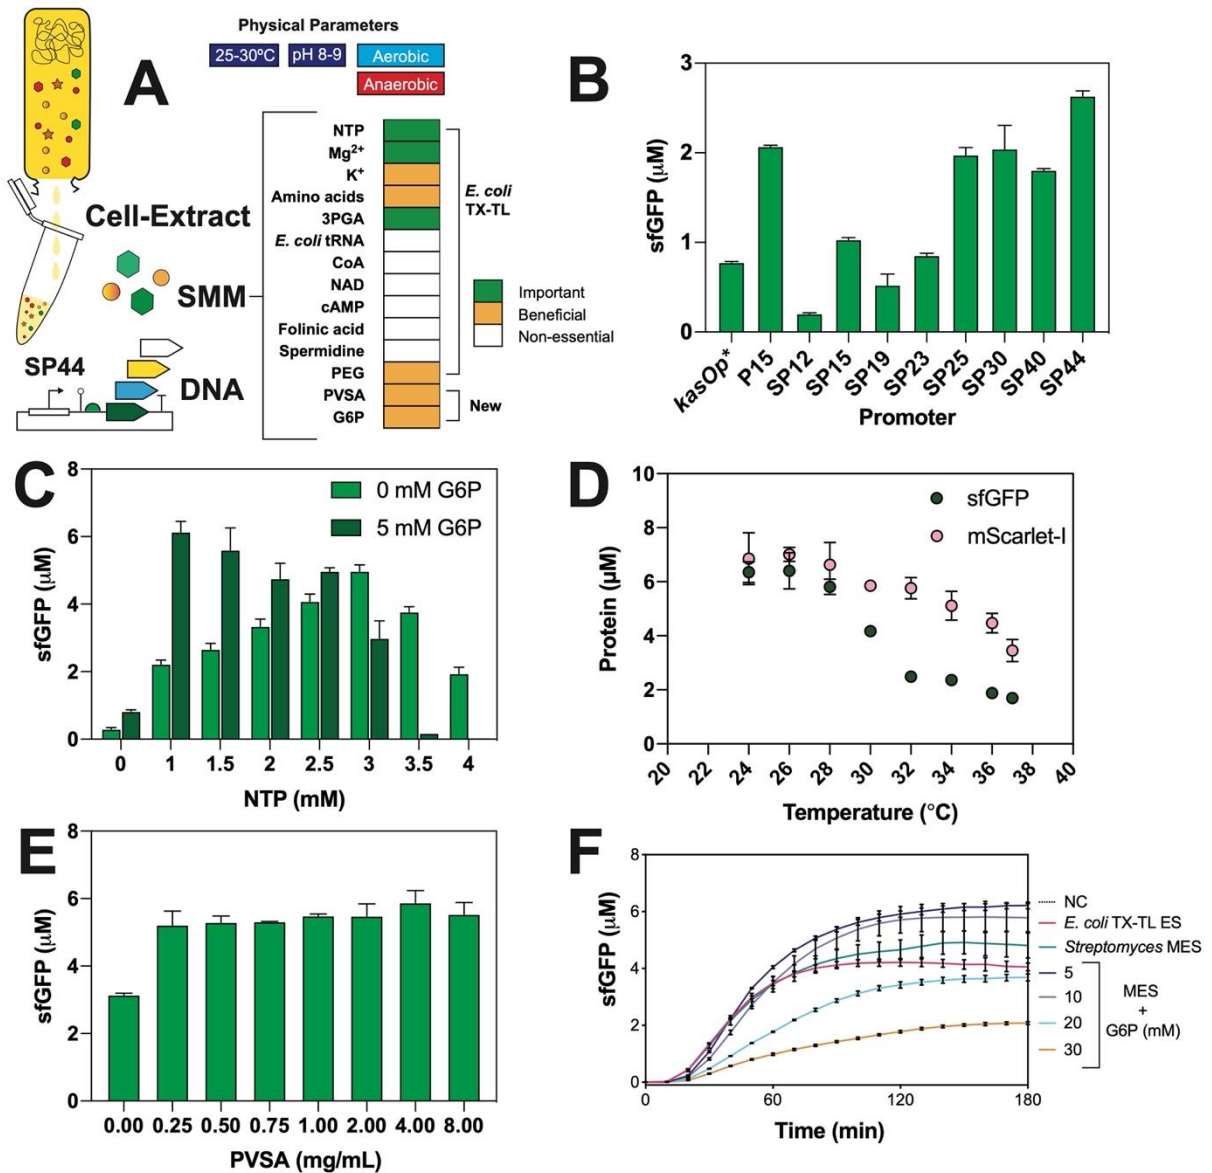 A
Physical Parameters
25-30ºC pH 8-9 Aerobic
Anaerobic
Cell-Extract
SMM
SP44
DNA
NTP
Mg2+
K+
Amino acids
3PGA
E. coli tRNA
CoA
NAD
cAMP
Folinic acid
Spermidine
PEG
PVSA
G6P
E. coli
TX-TL
New
Important
Beneficial
Non-essential
B
sfGFP (µM)
3
2
1
0
kasOp* P15 SP12 SP15 SP19 SP23 SP25 SP30 SP40 SP44
Promoter
C
sfGFP (µM)
8
6
4
2
0
0 mM G6P
5 mM G6P
0 1 1.5 2 2.5 3 3.5 4
NTP (mM)
D
Protein (µM)
10
8
6
4
2
0
sfGFP
mScarlet-I
20 22 24 26 28 30 32 34 36 38 40
Temperature (°C)
E
sfGFP (µM)
8
6
4
2
0
0.00 0.25 0.50 0.75 1.00 2.00 4.00 8.00
PVSA (mg/mL)
F
sfGFP (µM)
8
6
4
2
0
0 60 120 180
Time (min)
NC
E. coli TX-TL ES
Streptomyces MES
5
10
20
30
MES
+
G6P (mM)